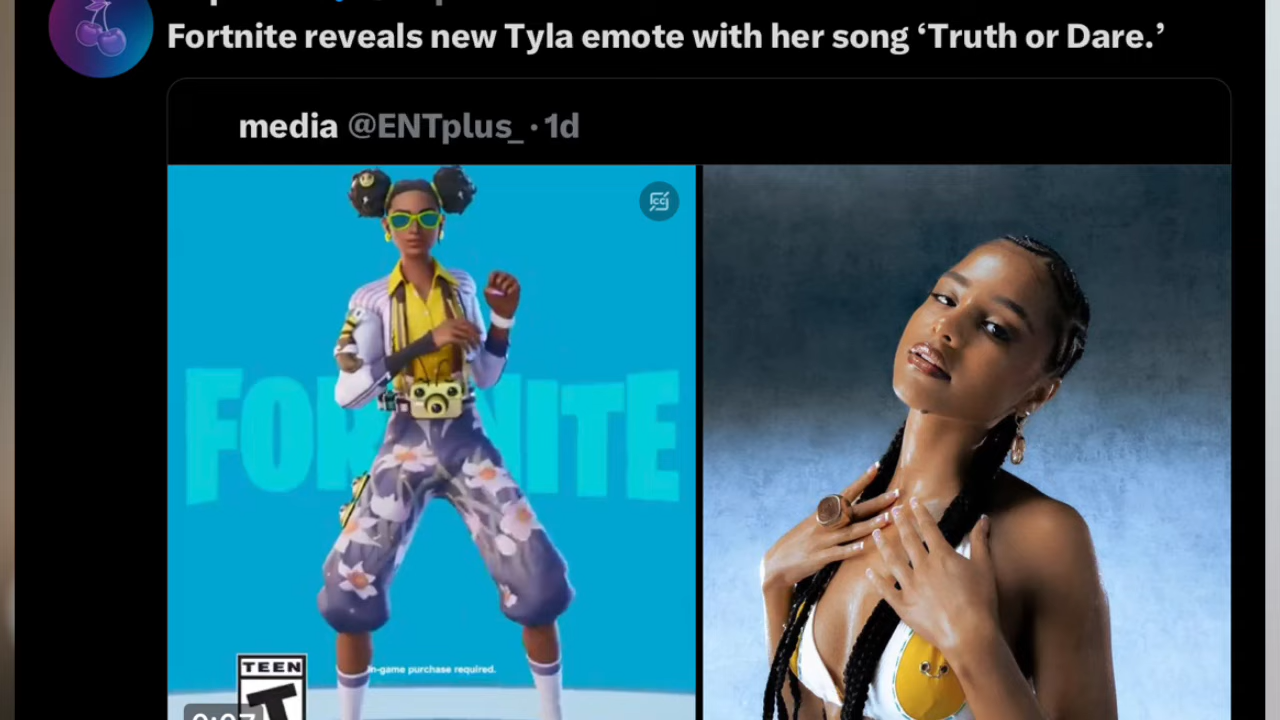 Fortnite reveals new Tyla emote with her song ‘Truth or Dare.’
media @ENTplus_ · 1d
CC
FORTNITE
In-game purchase required.
TEEN
T